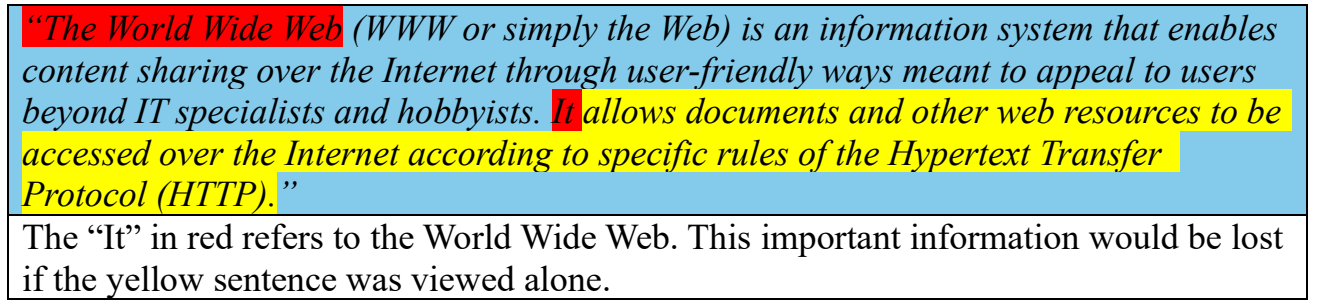 “The World Wide Web (WWW or simply the Web) is an information system that enables
content sharing over the Internet through user-friendly ways meant to appeal to users
beyond IT specialists and hobbyists. It allows documents and other web resources to be
accessed over the Internet according to specific rules of the Hypertext Transfer
Protocol (HTTP).”
The “It” in red refers to the World Wide Web. This important information would be lost
if the yellow sentence was viewed alone.